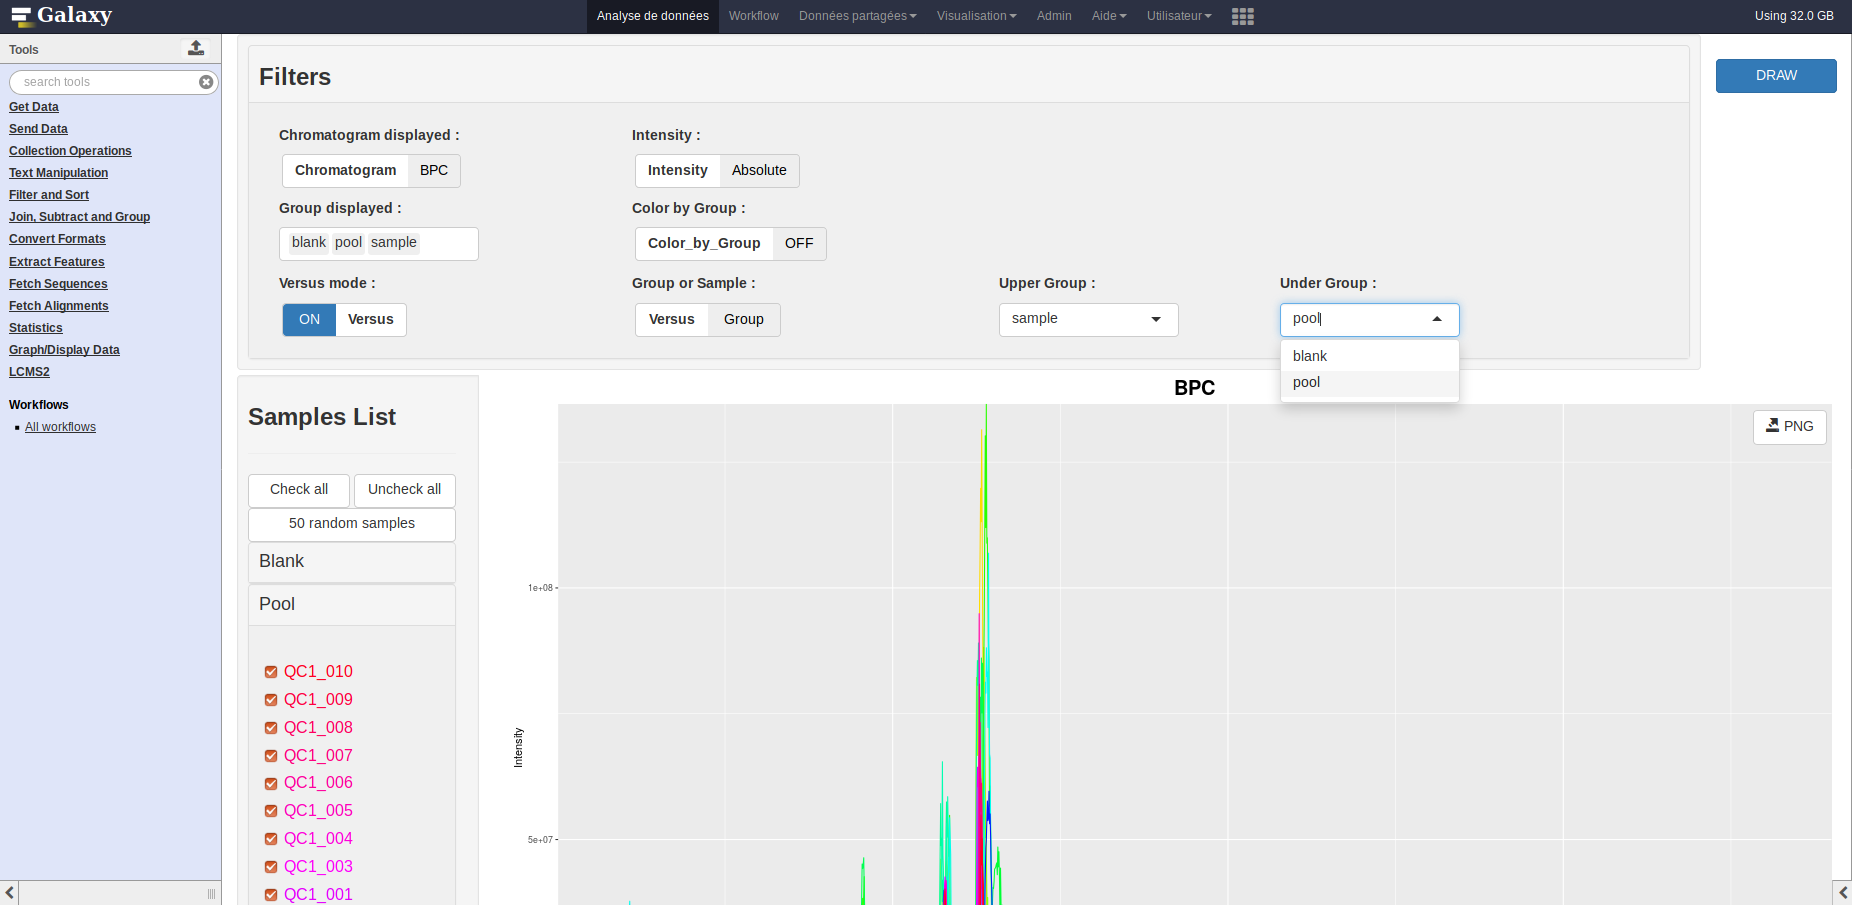 Galaxy
Analyse de données Workflow Données partagées Visualisation Admin Aide Utilisateur
Using 32.0 GB
Tools
search tools
Get Data
Send Data
Collection Operations
Text Manipulation
Filter and Sort
Join, Subtract and Group
Convert Formats
Extract Features
Fetch Sequences
Fetch Alignments
Statistics
Graph/Display Data
LCMS2
Workflows
All workflows
Filters
DRAW
Chromatogram displayed :
Intensity :
Chromatogram BPC
Intensity Absolute
Group displayed :
Color by Group :
blank pool sample
Color_by_Group OFF
Versus mode :
Group or Sample :
Upper Group :
Under Group :
ON Versus
Versus Group
sample
pool
blank
pool
Samples List
Check all
Uncheck all
50 random samples
Blank
Pool
QC1_010
QC1_009
QC1_008
QC1_007
QC1_006
QC1_005
QC1_004
QC1_003
QC1_001
BPC
PNG
1e+08
Intensity
5e+07